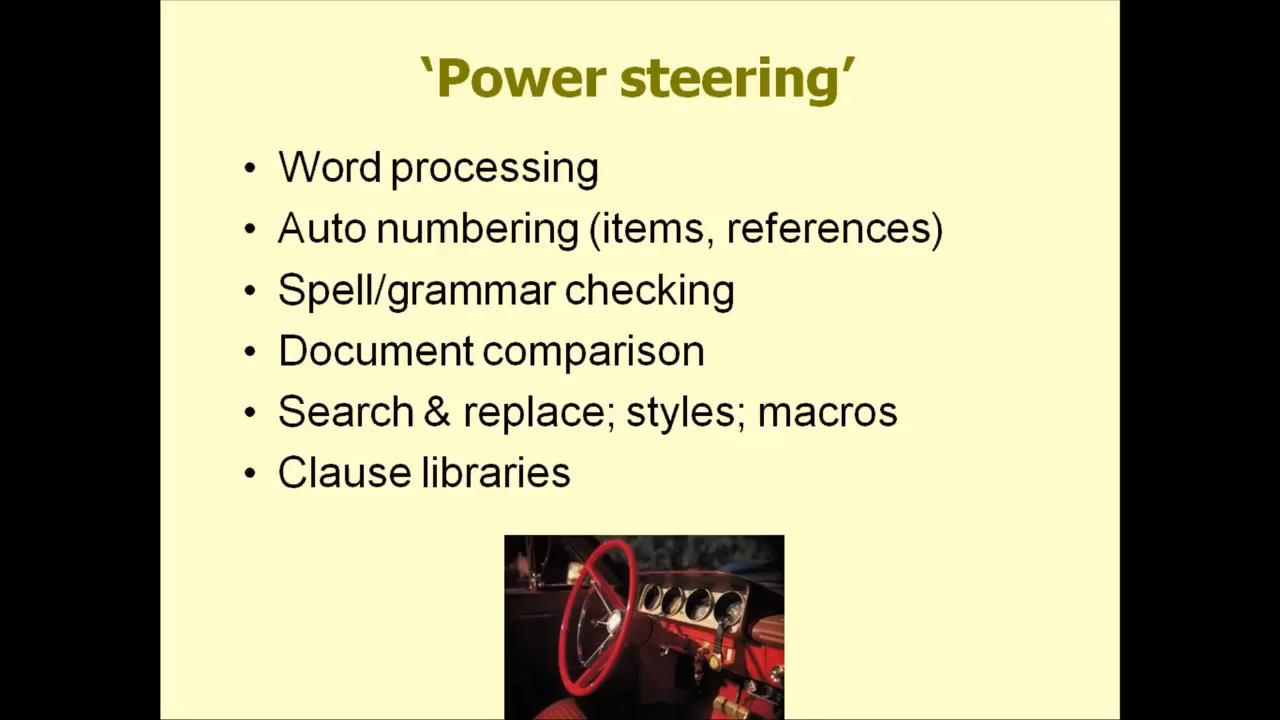 ‘Power steering’
• Word processing
• Auto numbering (items, references)
• Spell/grammar checking
• Document comparison
• Search & replace; styles; macros
• Clause libraries